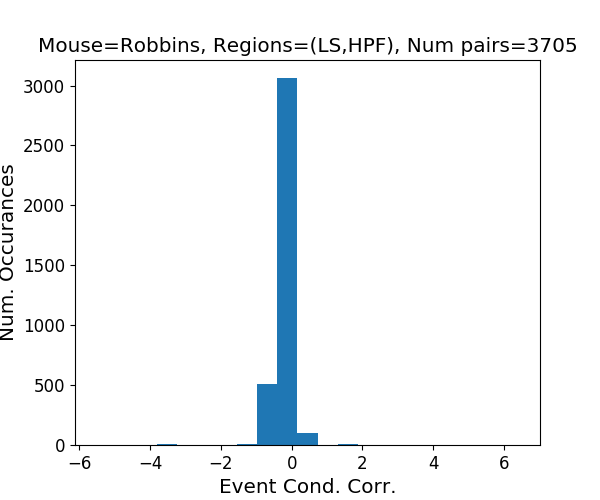 Mouse=Robbins, Regions=(LS,HPF), Num pairs=3705
Num. Occurances
3000
2500
2000
1500
1000
500
0
−6 −4 −2 0 2 4 6
Event Cond. Corr.